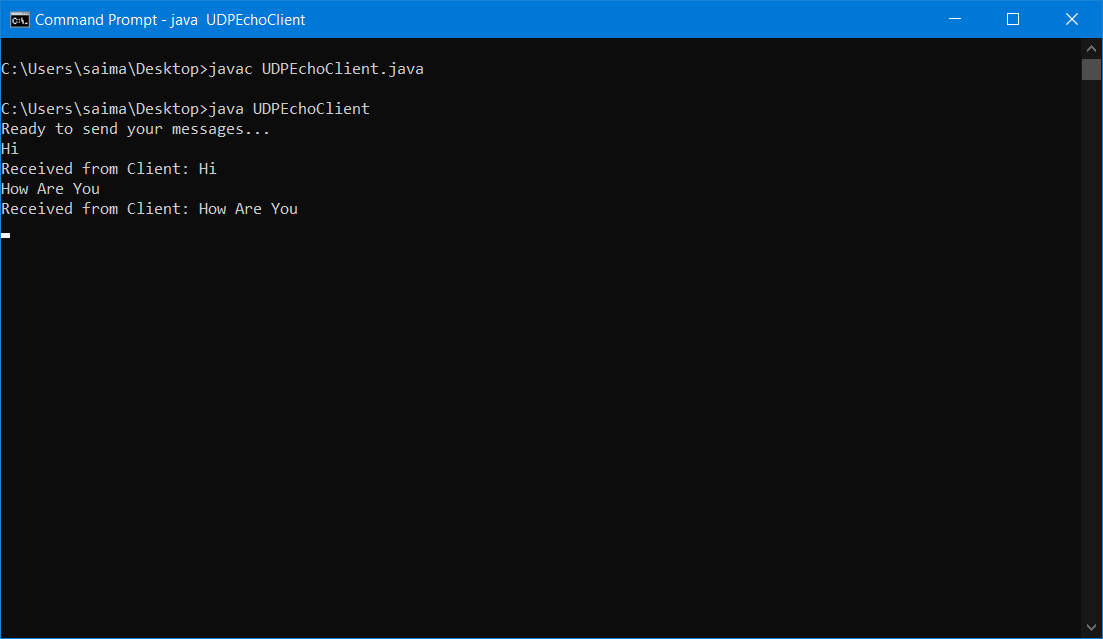 Command Prompt - java  UDPEchoClient
C:\Users\saima\Desktop>javac UDPEchoClient.java
C:\Users\saima\Desktop>java UDPEchoClient
Ready to send your messages...
Hi
Received from Client: Hi
How Are You
Received from Client: How Are You